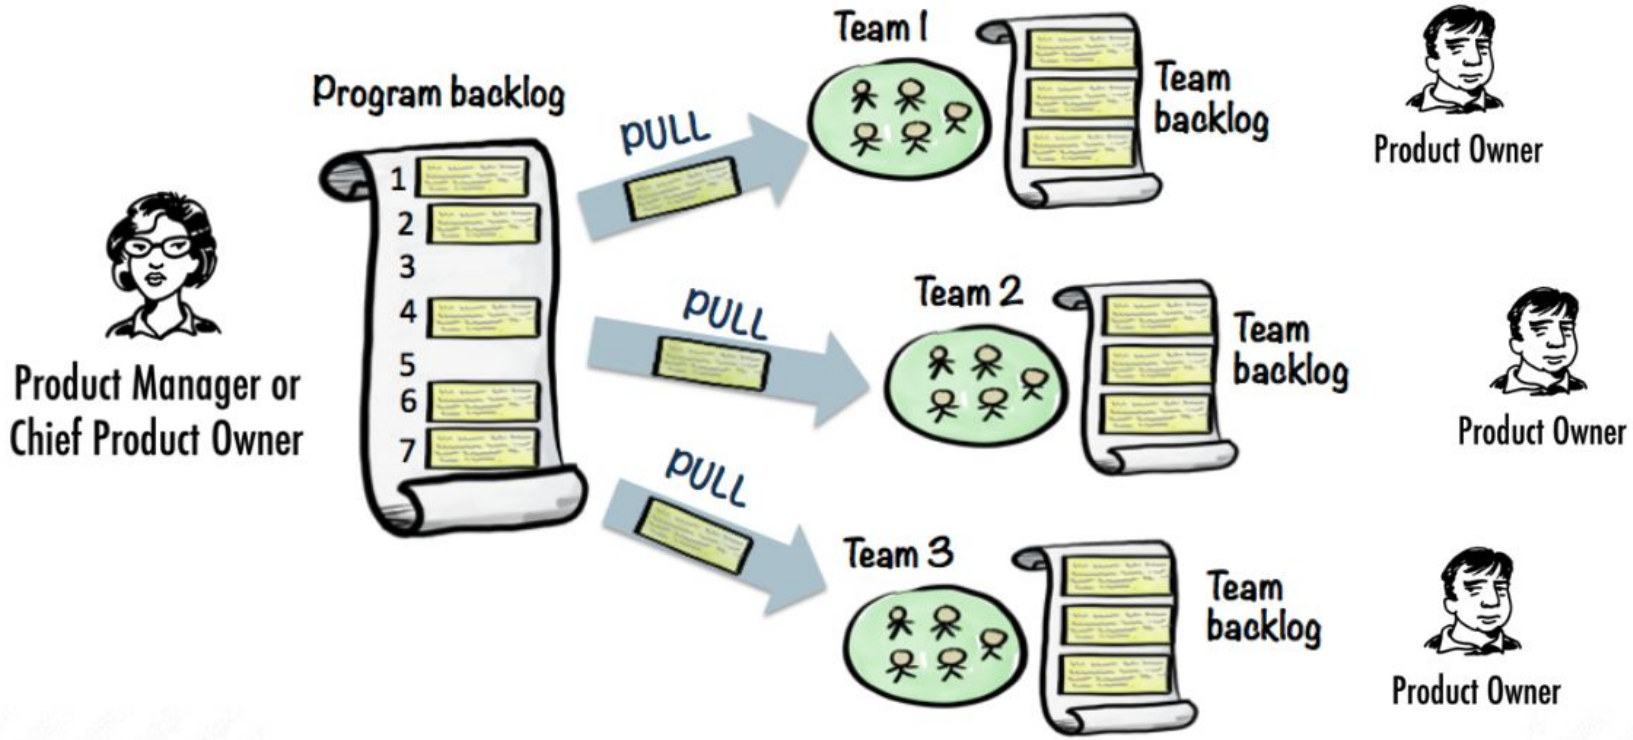 Program backlog
1
2
3
4
5
6
7
Product Manager or
Chief Product Owner
PULL
PULL
PULL
Team 1
Team
backlog
Product Owner
Team 2
Team
backlog
Product Owner
Team 3
Team
backlog
Product Owner